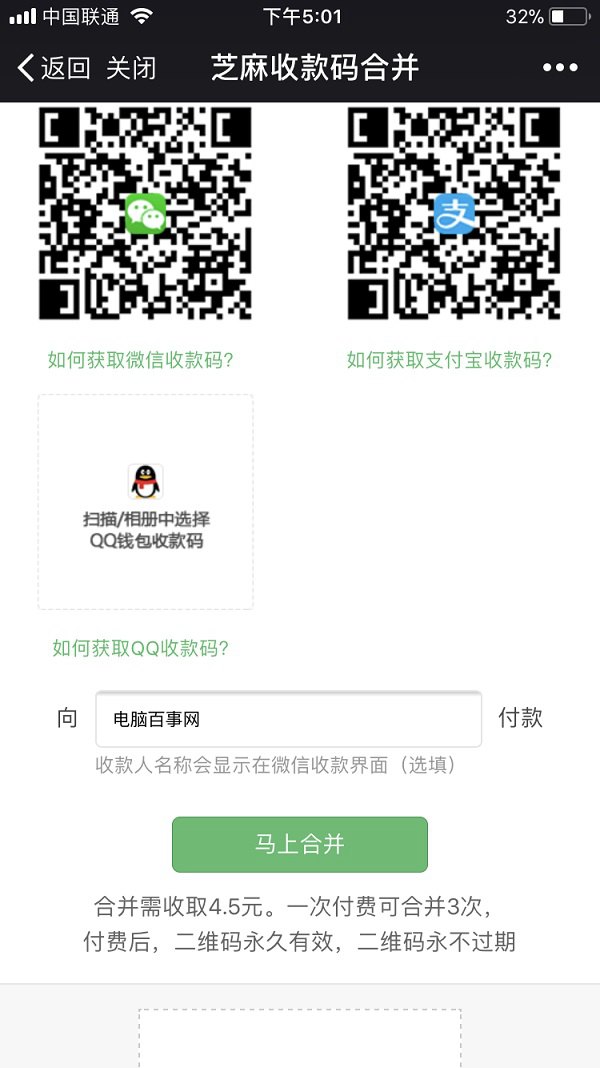 中国联通 下午5:01 32%
返回 关闭 芝麻收款码合并
支
如何获取微信收款码? 如何获取支付宝收款码?
扫描/相册中选择
QQ钱包收款码
如何获取QQ收款码?
向 电脑百事网 付款
收款人名称会显示在微信收款界面（选填）
马上合并
合并需收取4.5元。一次付费可合并3次，
付费后，二维码永久有效，二维码永不过期